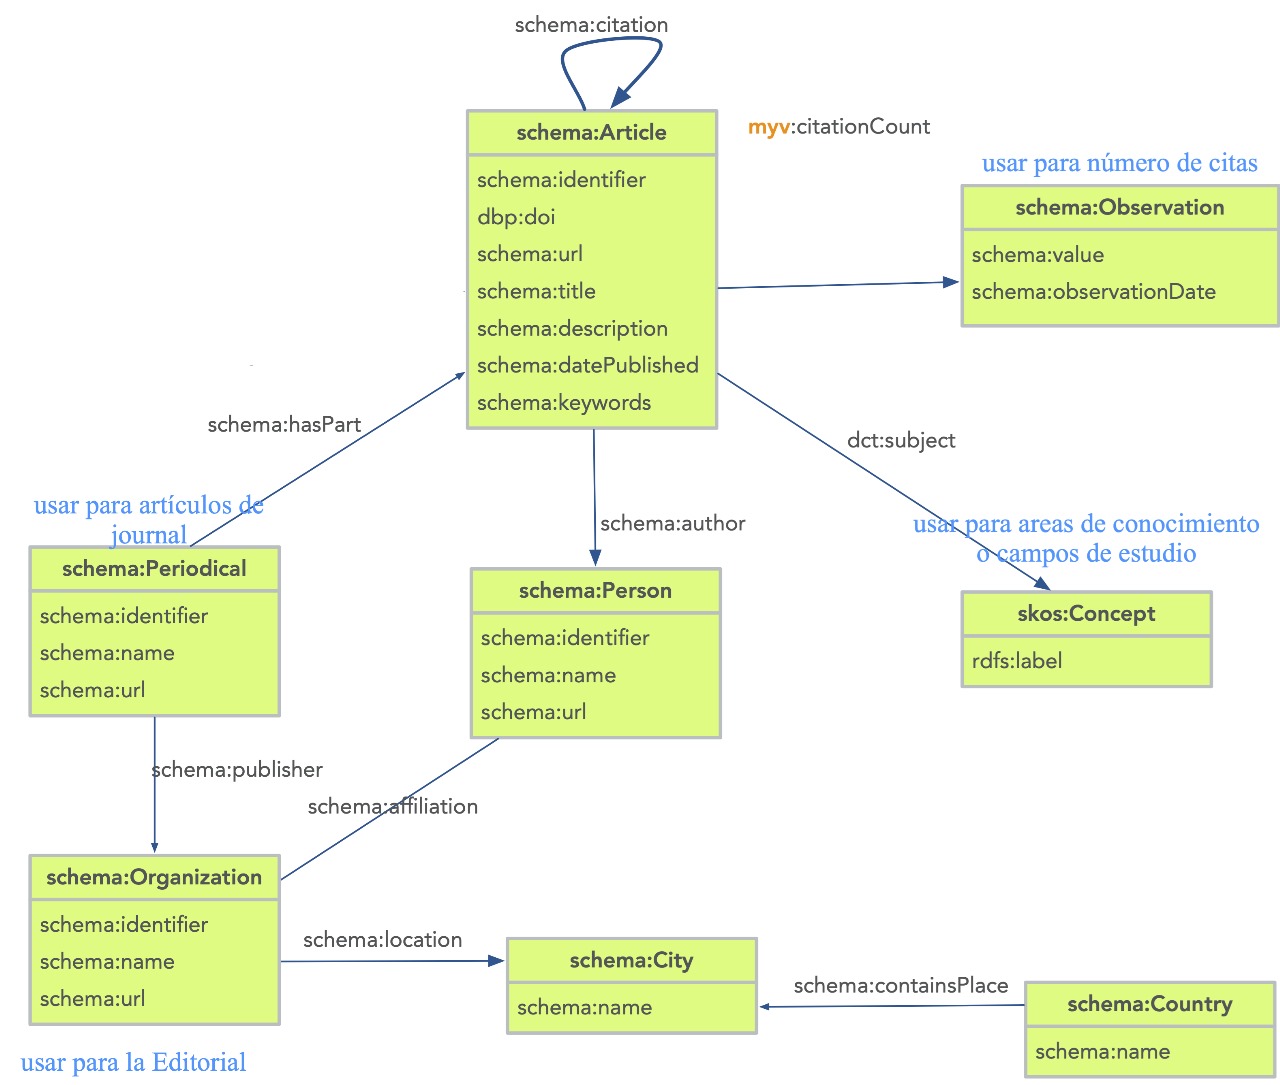 schema:citation
schema:Article
schema:identifier
dbp:doi
schema:url
schema:title
schema:description
schema:datePublished
schema:keywords
myv:citationCount
usar para número de citas
schema:Observation
schema:value
schema:observationDate
schema:hasPart
dct:subject
usar para artículos de
journal
schema:Periodical
schema:identifier
schema:name
schema:url
schema:author
schema:Person
schema:identifier
schema:name
schema:url
usar para areas de conocimiento
o campos de estudio
skos:Concept
rdfs:label
schema:publisher
schema:affiliation
schema:Organization
schema:identifier
schema:name
schema:url
usar para la Editorial
schema:location
schema:City
schema:name
schema:containsPlace
schema:Country
schema:name